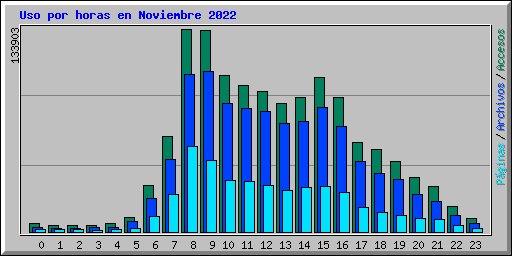 Uso por horas en Noviembre 2022
133903
Páginas / Archivos / Accesos
0 1 2 3 4 5 6 7 8 9 10 11 12 13 14 15 16 17 18 19 20 21 22 23